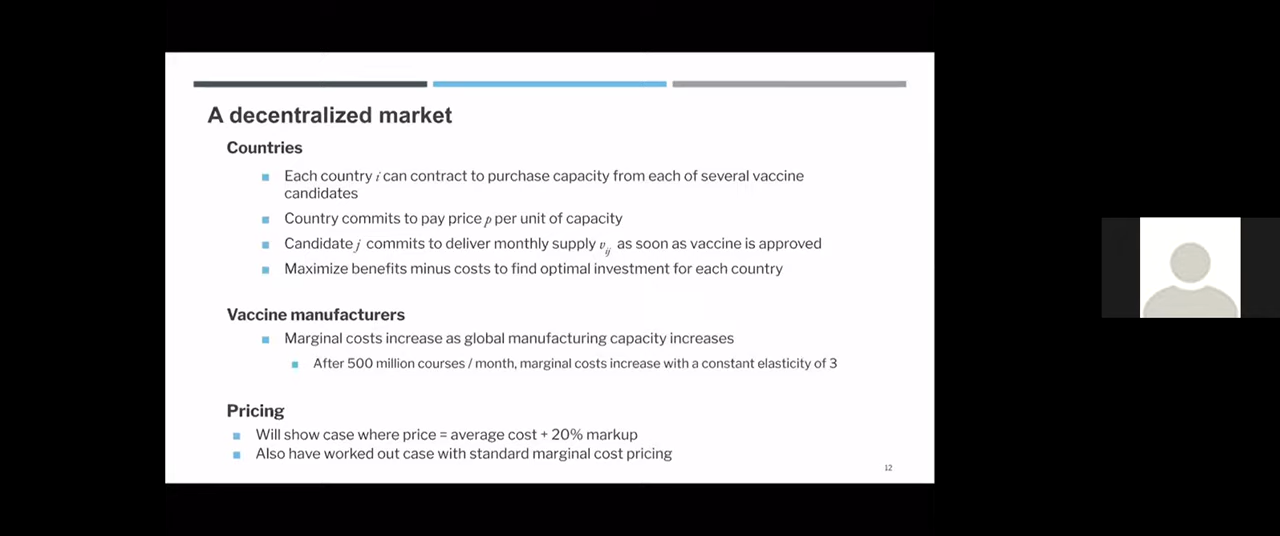 A decentralized market
Countries
Each country i can contract to purchase capacity from each of several vaccine
candidates
Country commits to pay price p per unit of capacity
Candidate j commits to deliver monthly supply v_ij as soon as vaccine is approved
Maximize benefits minus costs to find optimal investment for each country
Vaccine manufacturers
Marginal costs increase as global manufacturing capacity increases
After 500 million courses / month, marginal costs increase with a constant elasticity of 3
Pricing
Will show case where price = average cost + 20% markup
Also have worked out case with standard marginal cost pricing
12